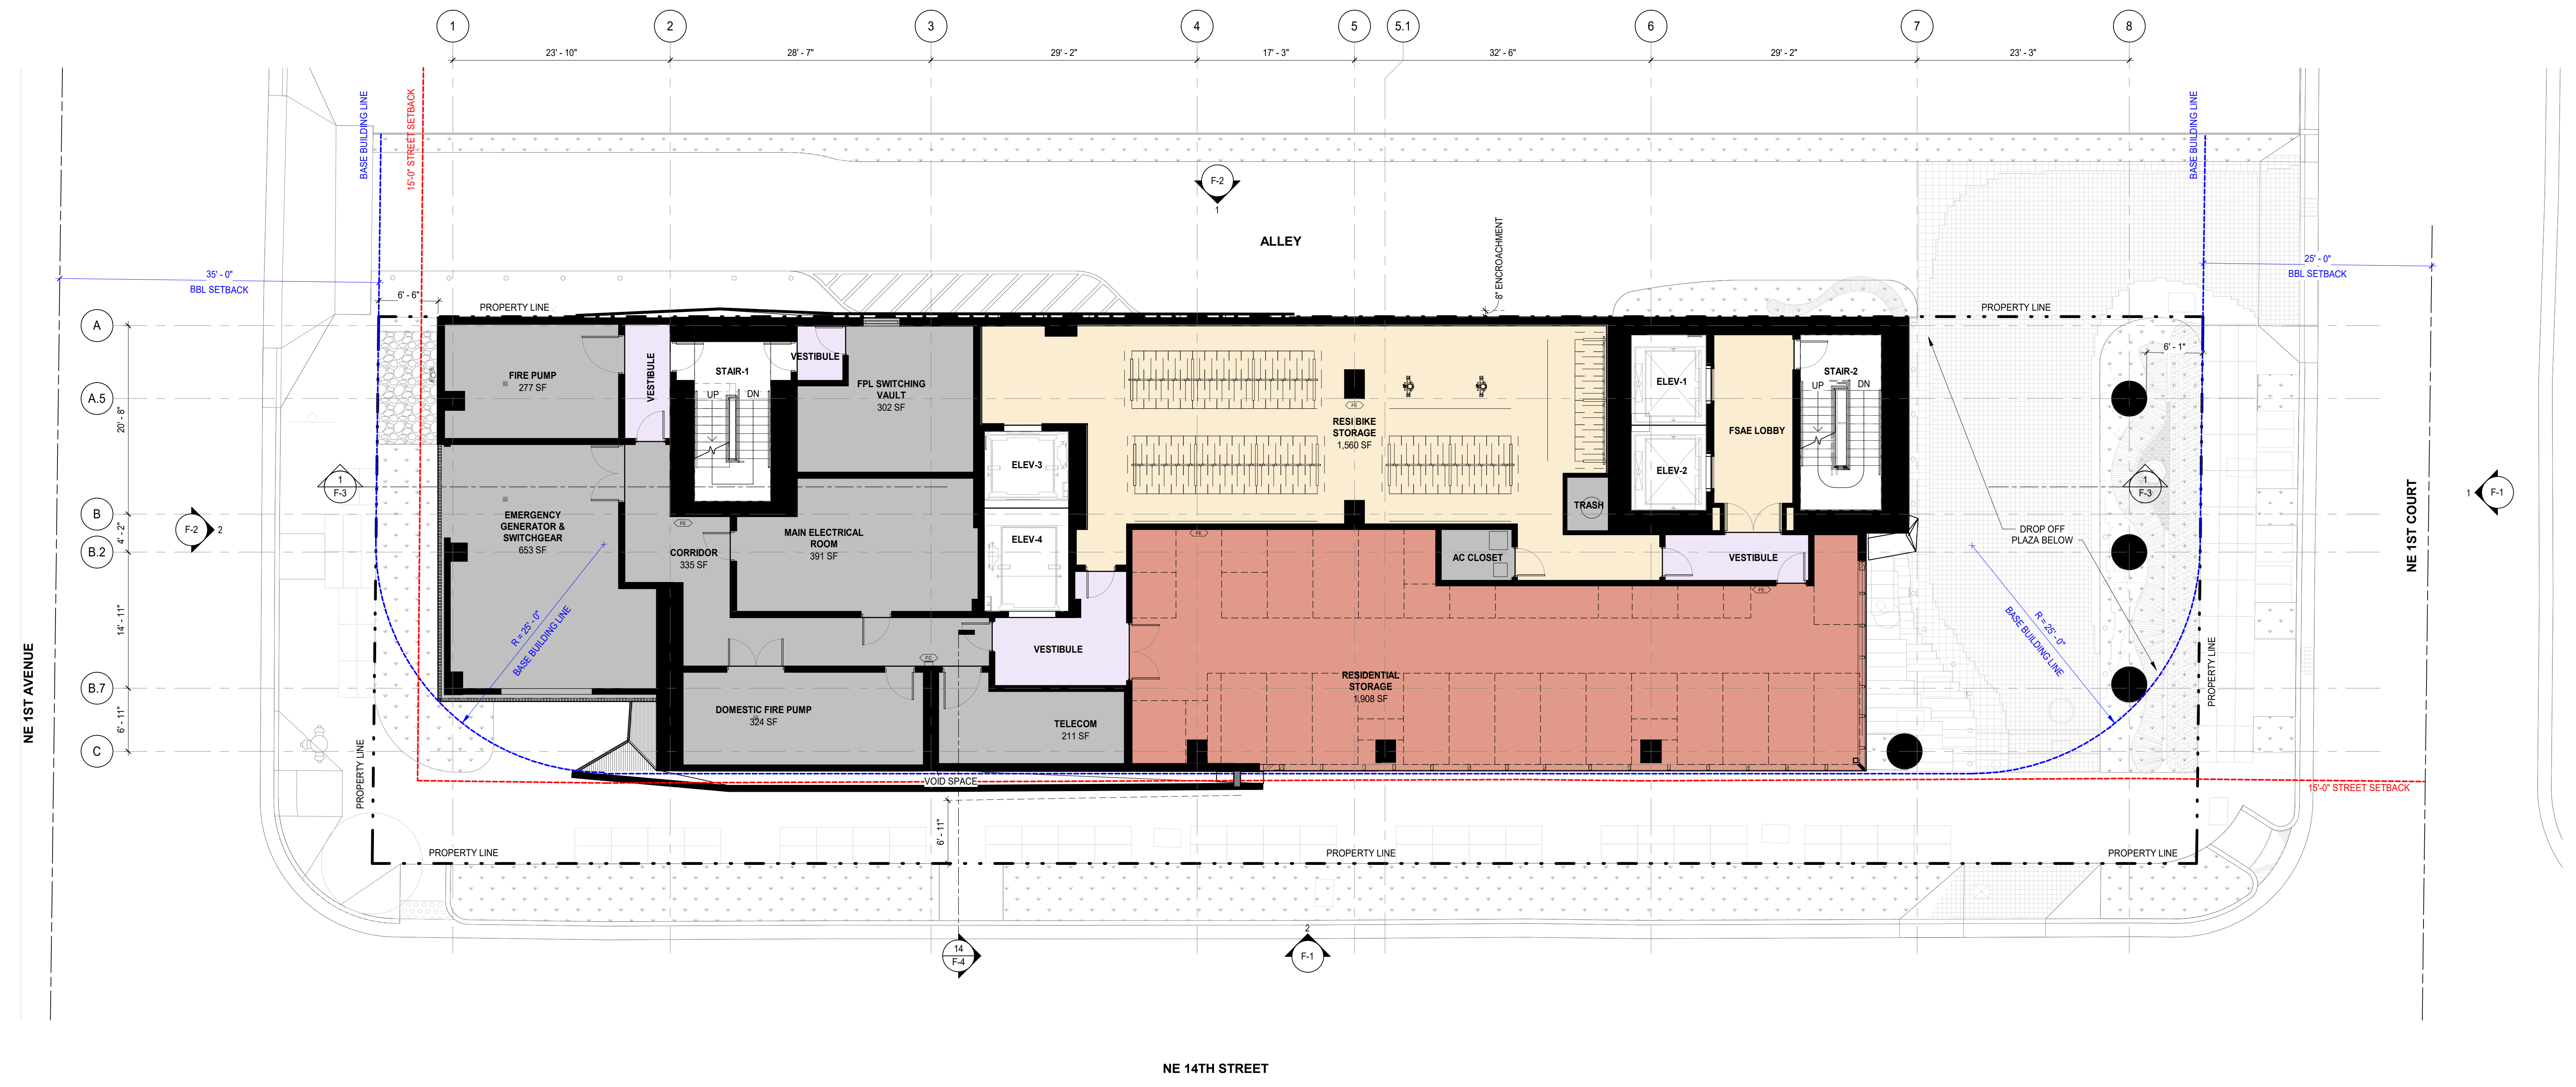 1
2
3
4
5
5.1
6
7
8
23' - 10"
28' - 7"
29' - 2"
17' - 3"
32' - 6"
29' - 2"
23' - 3"
BASE BUILDING LINE
15'-0" STREET SETBACK
BASE BUILDING LINE
F-2
1
ALLEY
8" ENCROACHMENT
35' - 0"
BBL SETBACK
25' - 0"
BBL SETBACK
6' - 6"
PROPERTY LINE
PROPERTY LINE
A
A.5
B
B.2
B.7
C
20' - 8"
4' - 2"
14' - 11"
6' - 11"
FIRE PUMP
277 SF
VESTIBULE
STAIR-1
UP
DN
VESTIBULE
FPL SWITCHING
VAULT
302 SF
RESI BIKE
STORAGE
1,560 SF
FE
ELEV-1
ELEV-2
FSAE LOBBY
STAIR-2
UP
DN
6' - 1"
ELEV-3
ELEV-4
1
F-3
1
F-3
F-2
2
1
F-1
EMERGENCY
GENERATOR &
SWITCHGEAR
653 SF
FE
CORRIDOR
335 SF
MAIN ELECTRICAL
ROOM
391 SF
FE
TRASH
AC CLOSET
VESTIBULE
FE
DROP OFF
PLAZA BELOW
R = 25' - 0"
BASE BUILDING LINE
R = 25' - 0"
BASE BUILDING LINE
VESTIBULE
FC
RESIDENTIAL
STORAGE
1,908 SF
DOMESTIC FIRE PUMP
324 SF
TELECOM
211 SF
VOID SPACE
6' - 11"
PROPERTY LINE
PROPERTY LINE
15'-0" STREET SETBACK
PROPERTY LINE
PROPERTY LINE
PROPERTY LINE
NE 1ST AVENUE
NE 1ST COURT
14
F-4
2
F-1
NE 14TH STREET